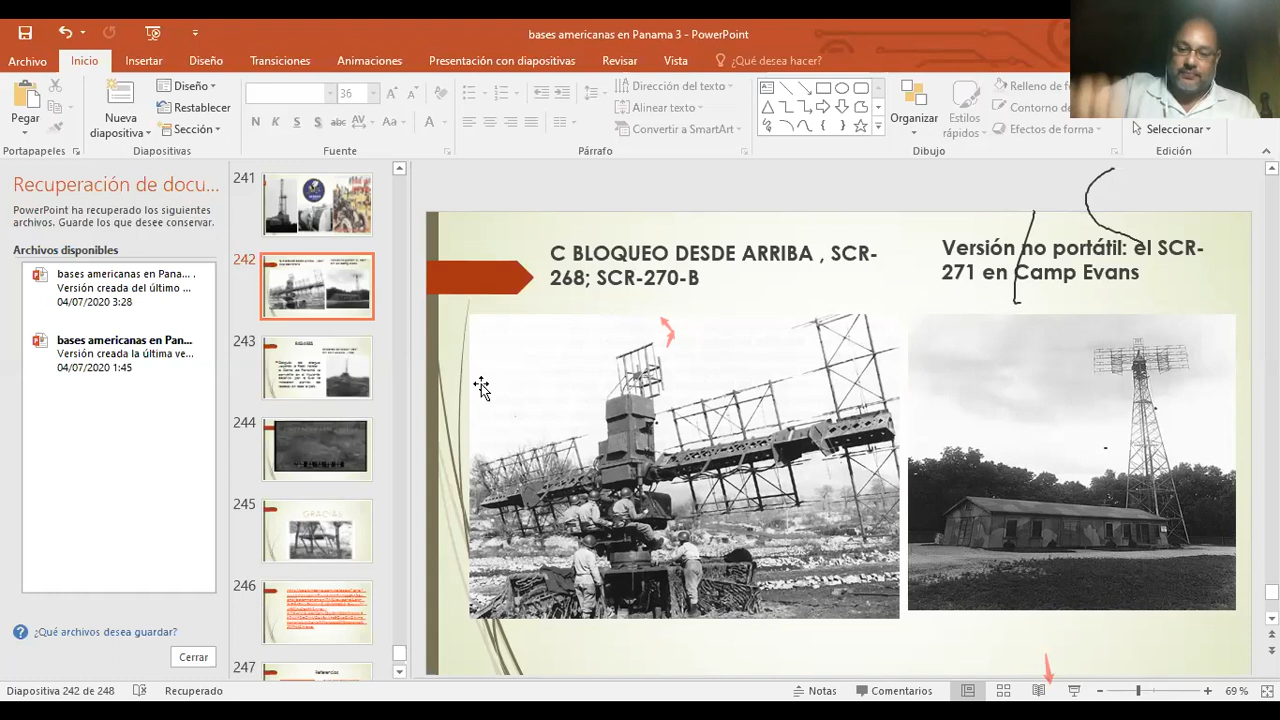 bases americanas en Panama 3 - PowerPoint
Archivo
Inicio
Insertar
Diseño
Transiciones
Animaciones
Presentación con diapositivas
Revisar
Vista
¿Qué desea hacer?
Pegar
Nueva
diapositiva
Diseño
Restablecer
Sección
36
N K S S abc AV Aa A
Dirección del texto
Alinear texto
Convertir a SmartArt
Organizar
Estilos
rápidos
Relleno de
Contorno de
Efectos de forma
Seleccionar
Portapapeles
Diapositivas
Fuente
Párrafo
Dibujo
Edición
Recuperación de docu...
PowerPoint ha recuperado los siguientes
archivos. Guarde los que desee conservar.
Archivos disponibles
bases americanas en Pana... .
Versión creada del último ...
04/07/2020 3:28
bases americanas en Pan...
Versión creada la última ve...
04/07/2020 1:45
¿Qué archivos desea guardar?
Cerrar
241
242
243
244
245
GRACIAS
246
247
Referencias
C BLOQUEO DESDE ARRIBA , SCR-
268; SCR-270-B
Versión no portátil: el SCR-
271 en Camp Evans
Diapositiva 242 de 248
Recuperado
Notas
Comentarios
69 %